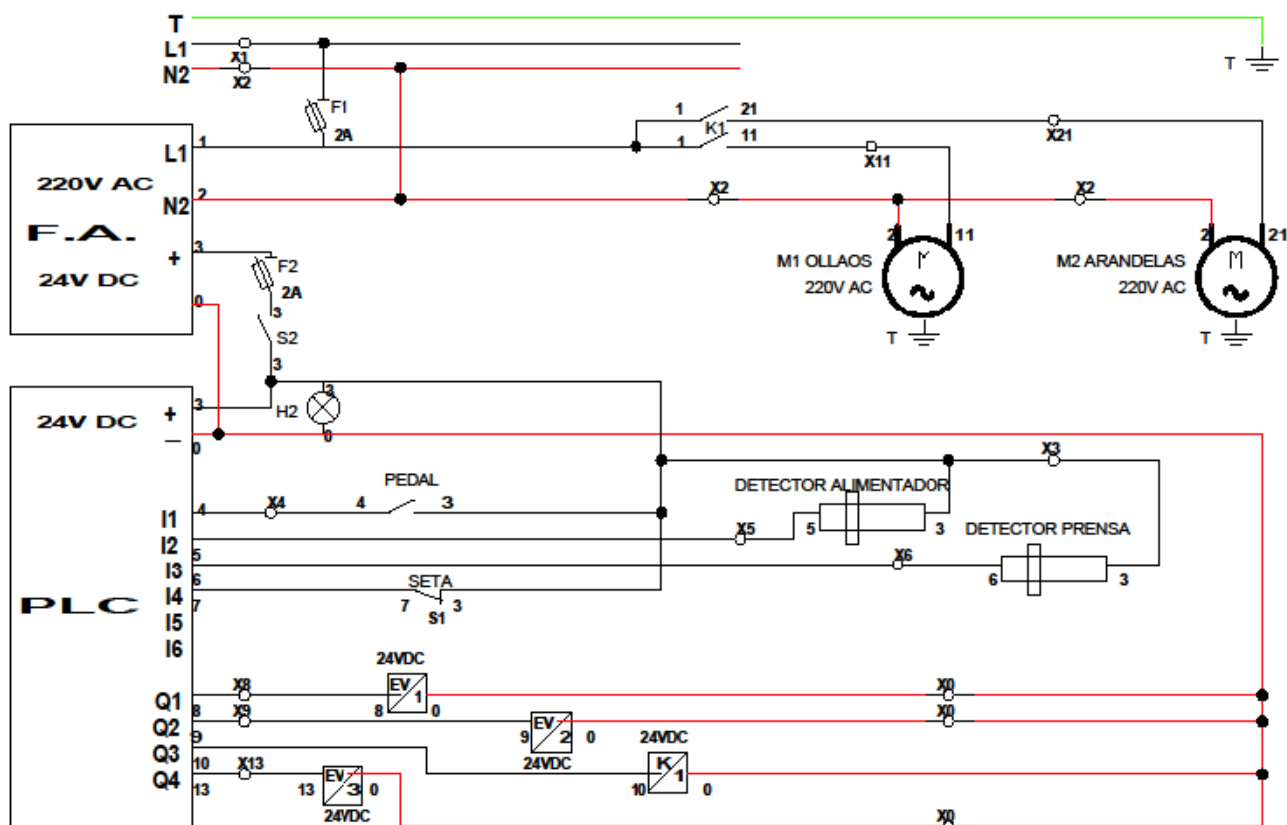 T
L1
X1
N2
X2
T
F1
2A
1
21
K1
X21
1
11
X11
L1
1
220V AC
N2
2
X2
X2
F.A.
+
3
F2
2A
24V DC
0
3
S2
3
2
11
M1 OLLAOS
220V AC
T
2
21
M
M2 ARANDELAS
220V AC
T
24V DC
+
3
–
0
H2
3
0
X3
PEDAL
I1
4
X4
4
3
DETECTOR ALIMENTADOR
I2
5
X5
5
3
DETECTOR PRENSA
I3
6
X6
6
3
SETA
PLC
I4
7
7
3
S1
I5
I6
24VDC
Q1
8
X8
EV
1
8
0
X0
Q2
9
X9
EV
2
9
0
X0
24VDC
24VDC
Q3
10
K
1
10
0
Q4
13
X13
EV
3
13
0
24VDC
X0